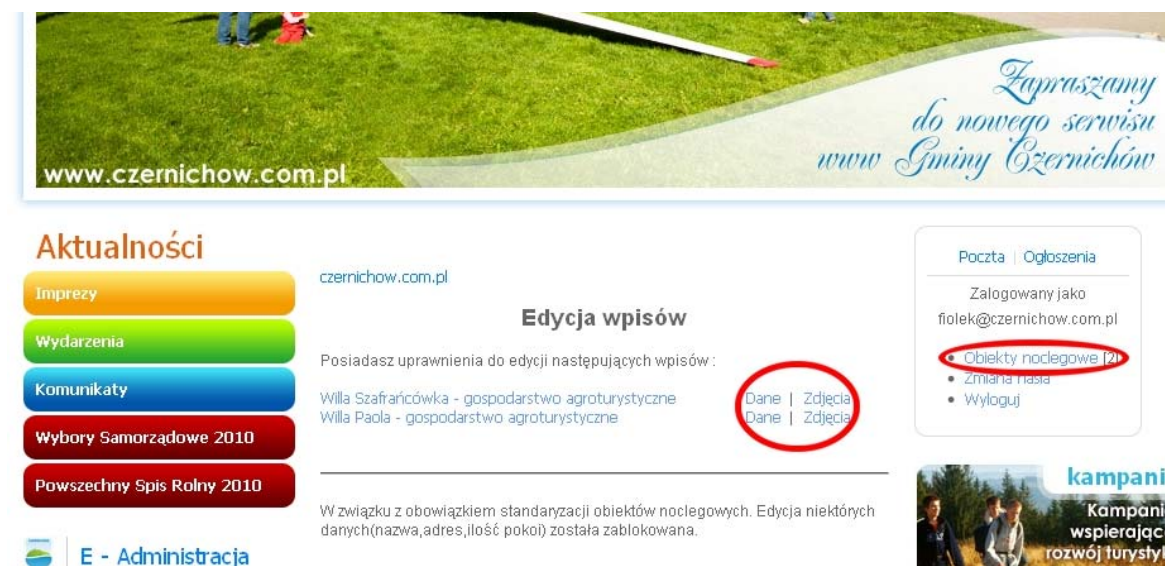 Zapraszamy
do nowego serwisu
www Gminy Czernichów
www.czernichow.com.pl
Aktualności
Imprezy
Wydarzenia
Komunikaty
Wybory Samorządowe 2010
Powszechny Spis Rolny 2010
E - Administracja
czernichow.com.pl
Edycja wpisów
Posiadasz uprawnienia do edycji następujących wpisów :
Willa Szafrańcówka - gospodarstwo agroturystyczne Dane | Zdjęcia
Willa Paola - gospodarstwo agroturystyczne Dane | Zdjęcia
W związku z obowiązkiem standaryzacji obiektów noclegowych. Edycja niektórych
danych(nazwa,adres,ilość pokoi) została zablokowana.
Poczta | Ogłoszenia
Zalogowany jako
fiolek@czernichow.com.pl
Obiekty noclegowe [2]
Zmiana hasła
Wyloguj
kampani
Kampani
wspierając
rozwój turysty